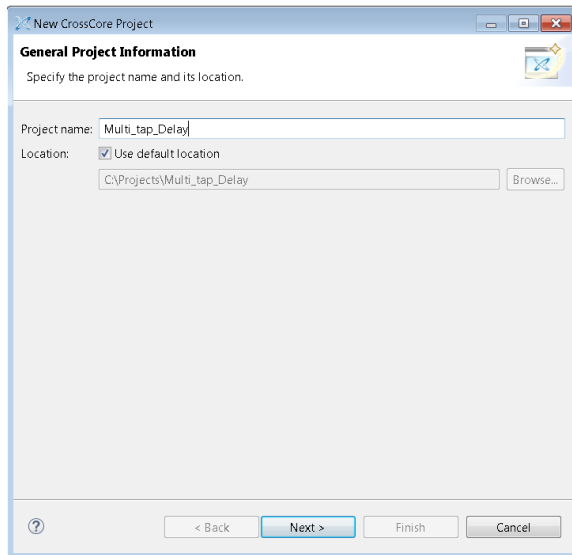 New CrossCore Project
General Project Information
Specify the project name and its location.
Project name: Multi_tap_Delay
Location: Use default location
C:\Projects\Multi_tap_Delay Browse...
? < Back Next > Finish Cancel